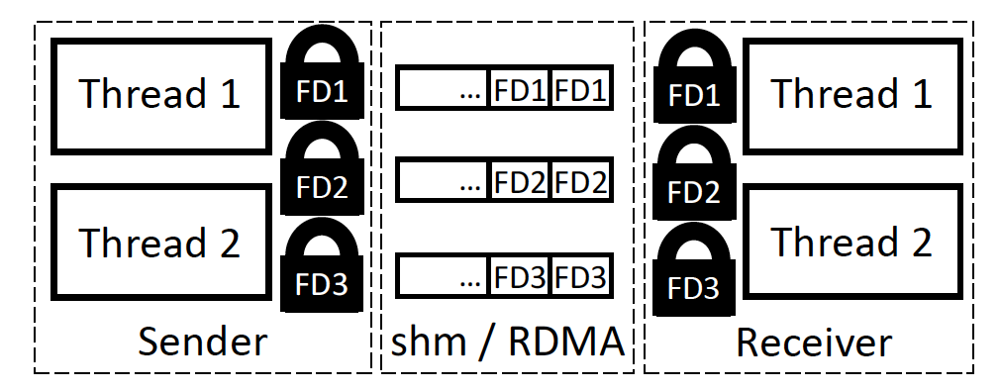 Thread 1
FD1
FD2
Thread 2
FD3
Sender
... FD1 FD1
... FD2 FD2
... FD3 FD3
shm / RDMA
FD1
Thread 1
FD2
FD3
Thread 2
Receiver